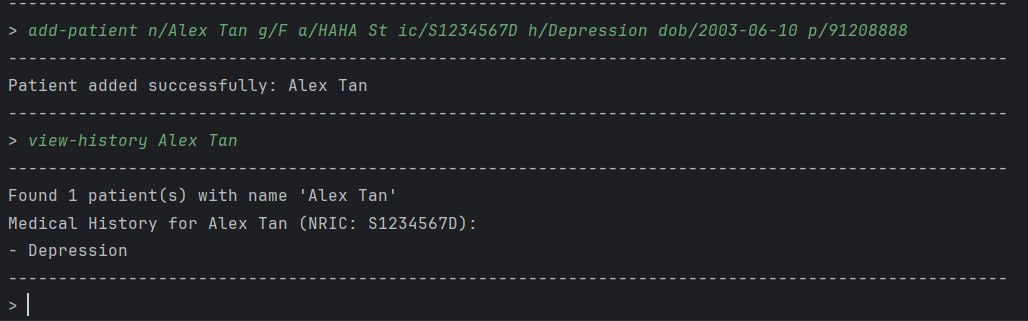 --------------------------------------------------------------------------------------------------
> add-patient n/Alex Tan g/F a/HAHA St ic/S1234567D h/Depression dob/2003-06-10 p/91208888
--------------------------------------------------------------------------------------------------
Patient added successfully: Alex Tan
--------------------------------------------------------------------------------------------------
> view-history Alex Tan
--------------------------------------------------------------------------------------------------
Found 1 patient(s) with name 'Alex Tan'
Medical History for Alex Tan (NRIC: S1234567D):
- Depression
--------------------------------------------------------------------------------------------------
>